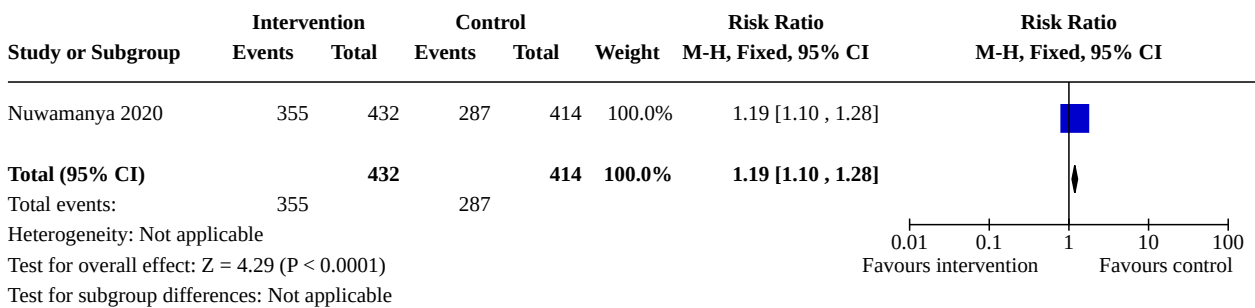 Intervention Control Risk Ratio Risk Ratio
Study or Subgroup Events Total Events Total Weight M-H, Fixed, 95% CI M-H, Fixed, 95% CI
Nuwamanya 2020 355 432 287 414 100.0% 1.19 [1.10 , 1.28]
Total (95% CI) 432 414 100.0% 1.19 [1.10 , 1.28]
Total events: 355 287
Heterogeneity: Not applicable
0.01 0.1 1 10 100
Test for overall effect: Z = 4.29 (P < 0.0001) Favours intervention Favours control
Test for subgroup differences: Not applicable